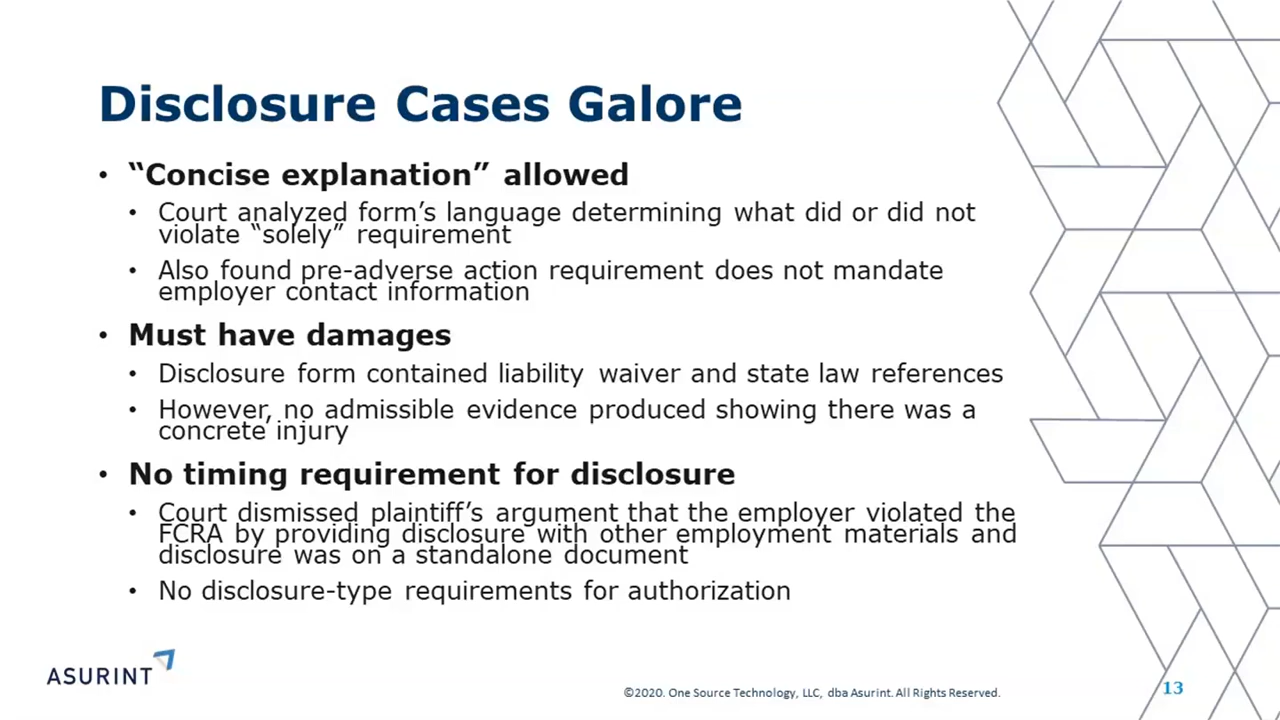 Disclosure Cases Galore
• “Concise explanation” allowed
• Court analyzed form’s language determining what did or did not
violate “solely” requirement
• Also found pre-adverse action requirement does not mandate
employer contact information
• Must have damages
• Disclosure form contained liability waiver and state law references
• However, no admissible evidence produced showing there was a
concrete injury
• No timing requirement for disclosure
• Court dismissed plaintiff’s argument that the employer violated the
FCRA by providing disclosure with other employment materials and
disclosure was on a standalone document
• No disclosure-type requirements for authorization
ASURINT
©2020. One Source Technology, LLC, dba Asurint. All Rights Reserved.
13